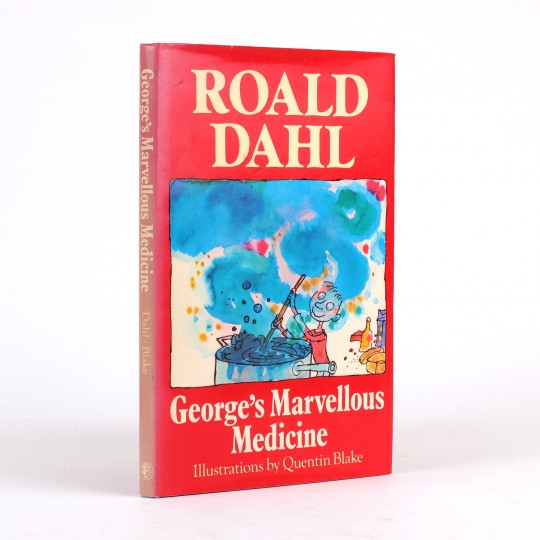 George's Marvellous Medicine
Dahl / Blake
ROALD
DAHL
George's Marvellous
Medicine
Illustrations by Quentin Blake